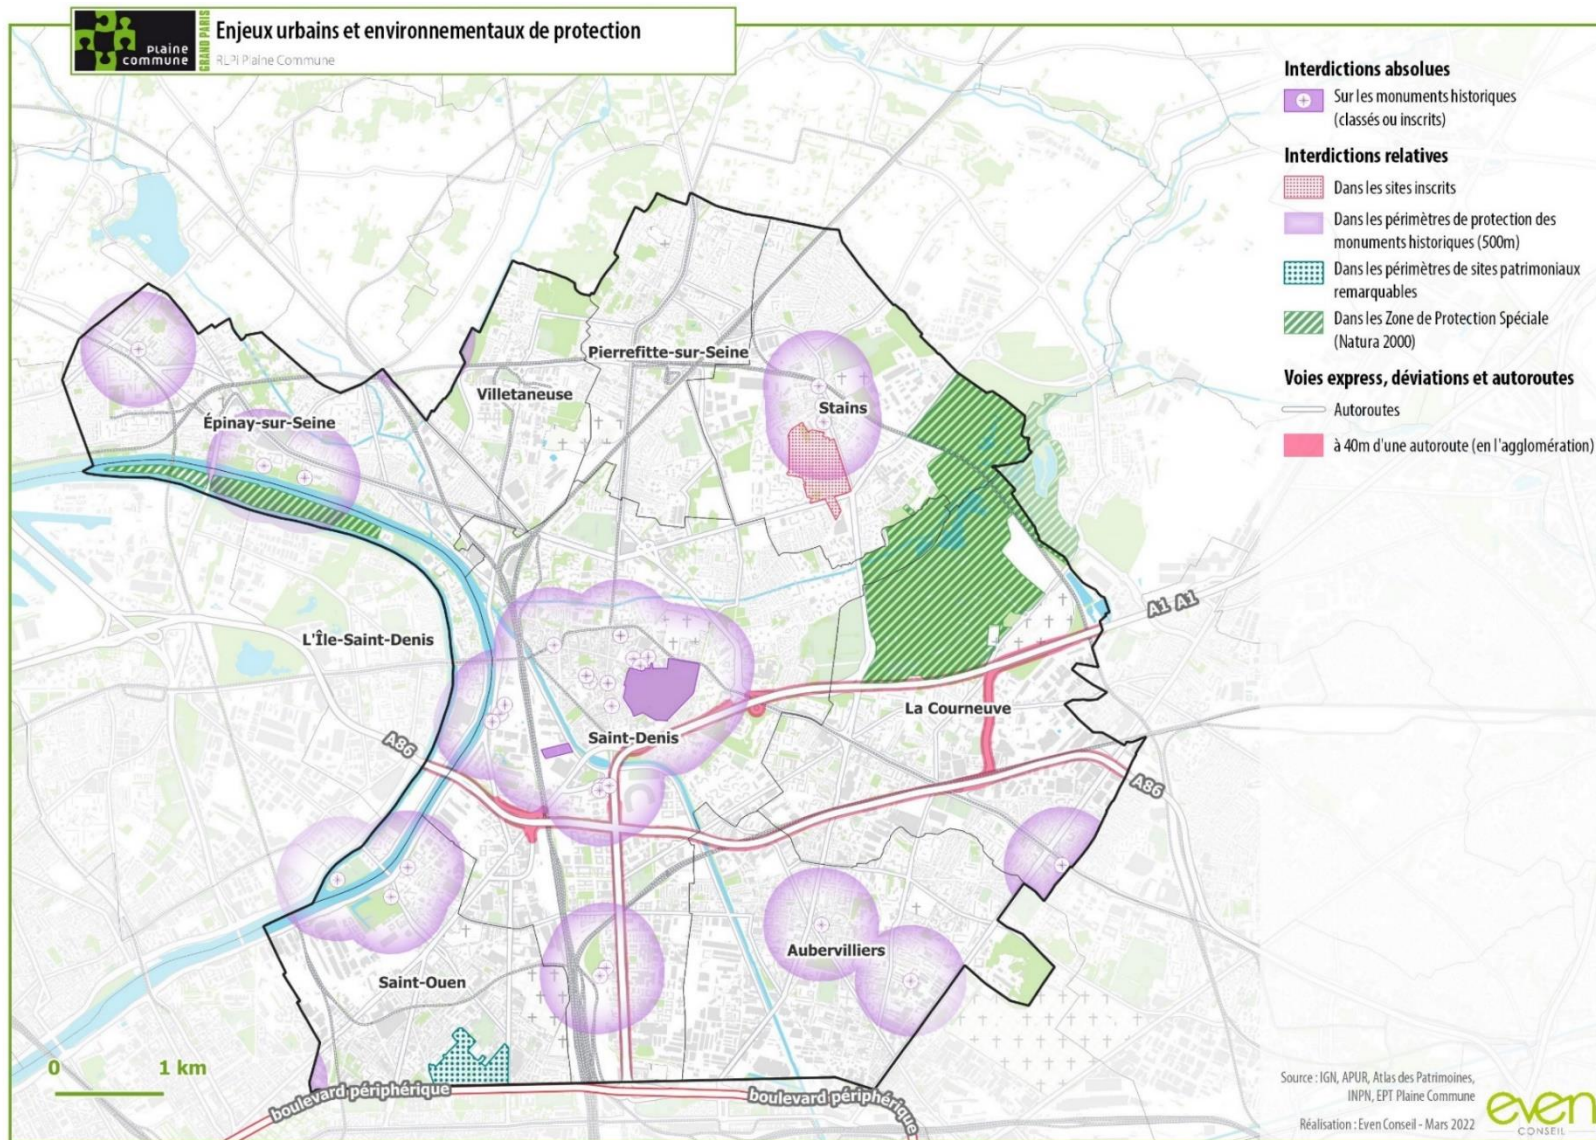 plaine
commune
GRAND PARIS
Enjeux urbains et environnementaux de protection
RLPi Plaine Commune
Interdictions absolues
Sur les monuments historiques
(classés ou inscrits)
Interdictions relatives
Dans les sites inscrits
Dans les périmètres de protection des
monuments historiques (500m)
Dans les périmètres de sites patrimoniaux
remarquables
Dans les Zone de Protection Spéciale
(Natura 2000)
Voies express, déviations et autoroutes
Autoroutes
à 40m d'une autoroute (en l'agglomération)
Pierrefitte-sur-Seine
Villetaneuse
Stains
Épinay-sur-Seine
L'Île-Saint-Denis
A1 A1
La Courneuve
Saint-Denis
A86
A86
Aubervilliers
Saint-Ouen
0 1 km
boulevard périphérique
boulevard périphérique
Source : IGN, APUR, Atlas des Patrimoines,
INPN, EPT Plaine Commune
Réalisation : Even Conseil - Mars 2022
even
CONSEIL